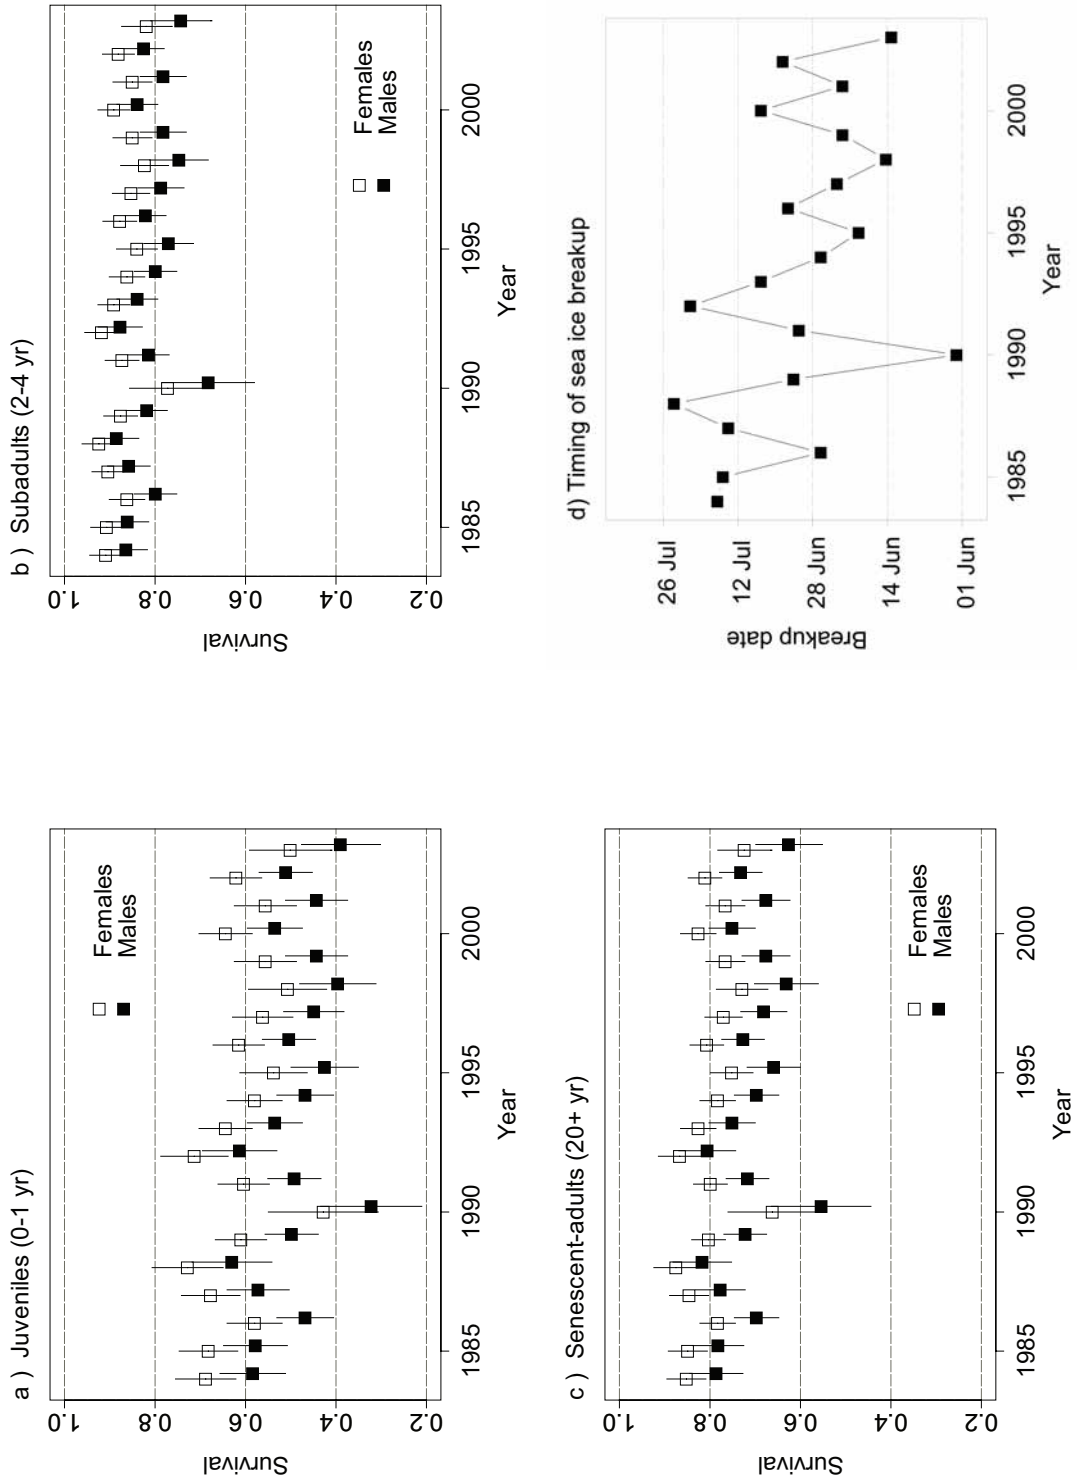 a ) Juveniles (0-1 yr)
Survival
1.0
0.8
0.6
0.4
0.2
Females
Males
1985
1990
1995
2000
Year
b ) Subadults (2-4 yr)
Survival
1.0
0.8
0.6
0.4
0.2
Females
Males
1985
1990
1995
2000
Year
c ) Senescent-adults (20+ yr)
Survival
1.0
0.8
0.6
0.4
0.2
Females
Males
1985
1990
1995
2000
Year
d) Timing of sea ice breakup
Breakup date
26 Jul
12 Jul
28 Jun
14 Jun
01 Jun
1985
1990
1995
2000
Year